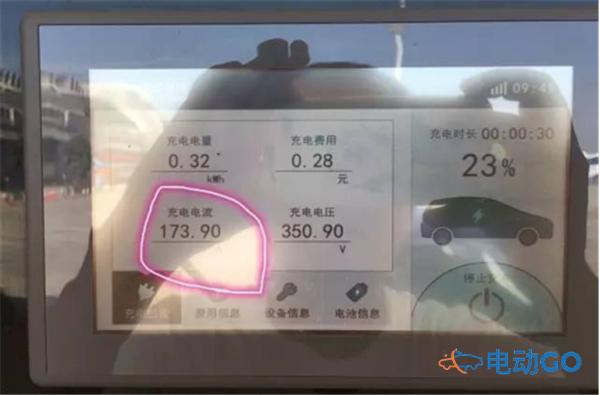 09:4
充电电量
0.32
kWh
充电费用
0.28
元
充电时长 00:00:30
23%
充电电流
173.90
A
充电电压
350.90
V
停止充
费用信息
设备信息
电池信息
电动GO